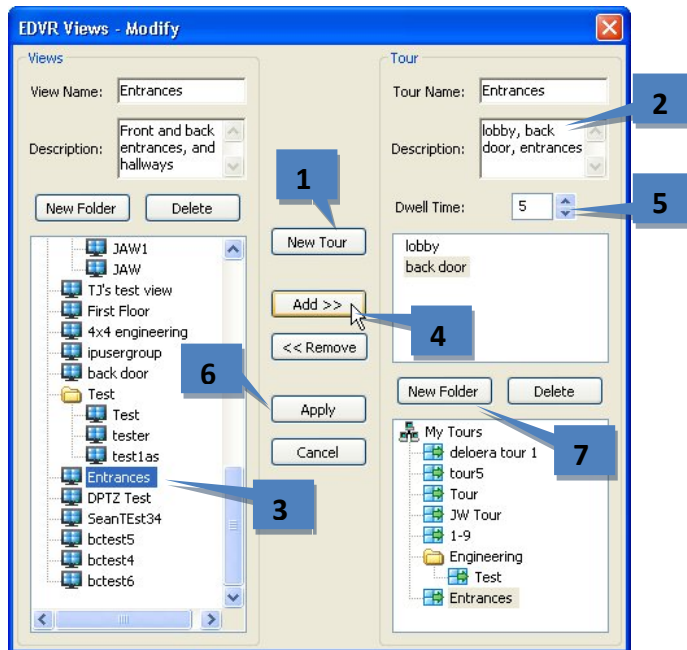 EDVR Views - Modify
Views
View Name: Entrances
Description: Front and back
entrances, and
hallways
New Folder Delete
JAW1
JAW
TJ's test view
First Floor
4x4 engineering
ipusergroup
back door
Test
Test
tester
test1as
Entrances
DPTZ Test
SeanTEst34
bctest5
bctest4
bctest6
1
New Tour
Add >>
4
<< Remove
6
Apply
Cancel
3
Tour
Tour Name: Entrances
2
Description: lobby, back
door, entrances
Dwell Time: 5
5
lobby
back door
New Folder Delete
7
My Tours
deloera tour 1
tour5
Tour
JW Tour
1-9
Engineering
Test
Entrances